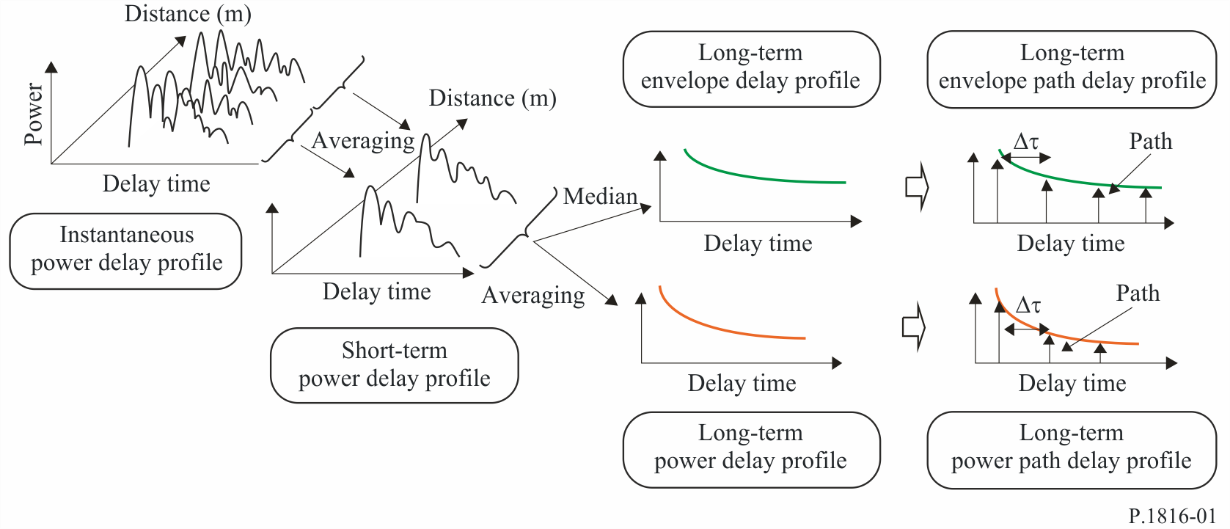 Distance (m)
Power
Delay time
Instantaneous
power delay profile
Averaging
Distance (m)
Delay time
Short-term
power delay profile
Median
Averaging
Long-term
envelope delay profile
Delay time
Long-term
envelope path delay profile
Δτ
Path
Delay time
Delay time
Long-term
power delay profile
Δτ
Path
Delay time
Long-term
power path delay profile
P.1816-01